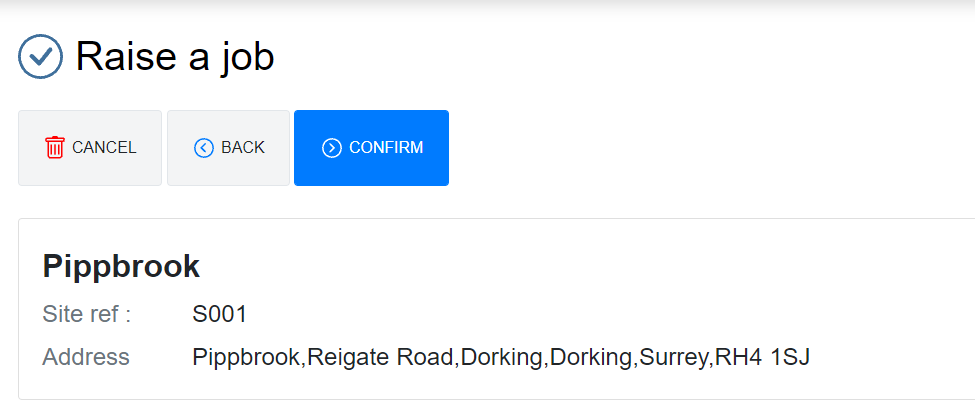 Raise a job
CANCEL BACK CONFIRM
Pippbrook
Site ref : S001
Address Pippbrook,Reigate Road,Dorking,Dorking,Surrey,RH4 1SJ